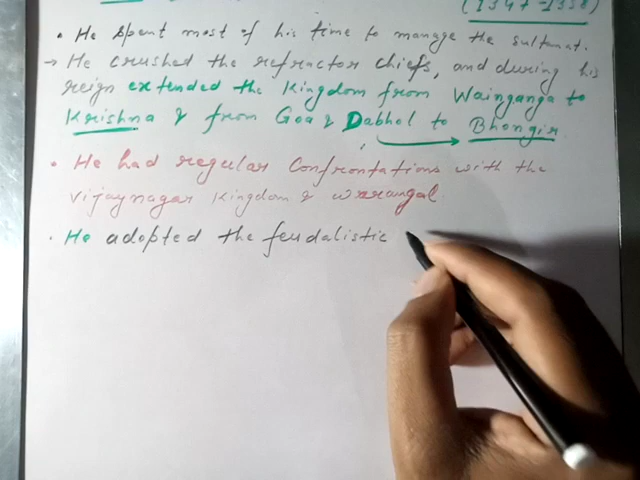 (1347-1358)
• He spent most of his time to manage the sultanat.
→ He crushed the refractor chiefs, and during his
reign extended the Kingdom from Wainganga to
Krishna & from Goa & Dabhol to Bhongir.
• He had regular Confrontations with the
Vijaynagar Kingdom & warangal.
• He adopted the feudalistic